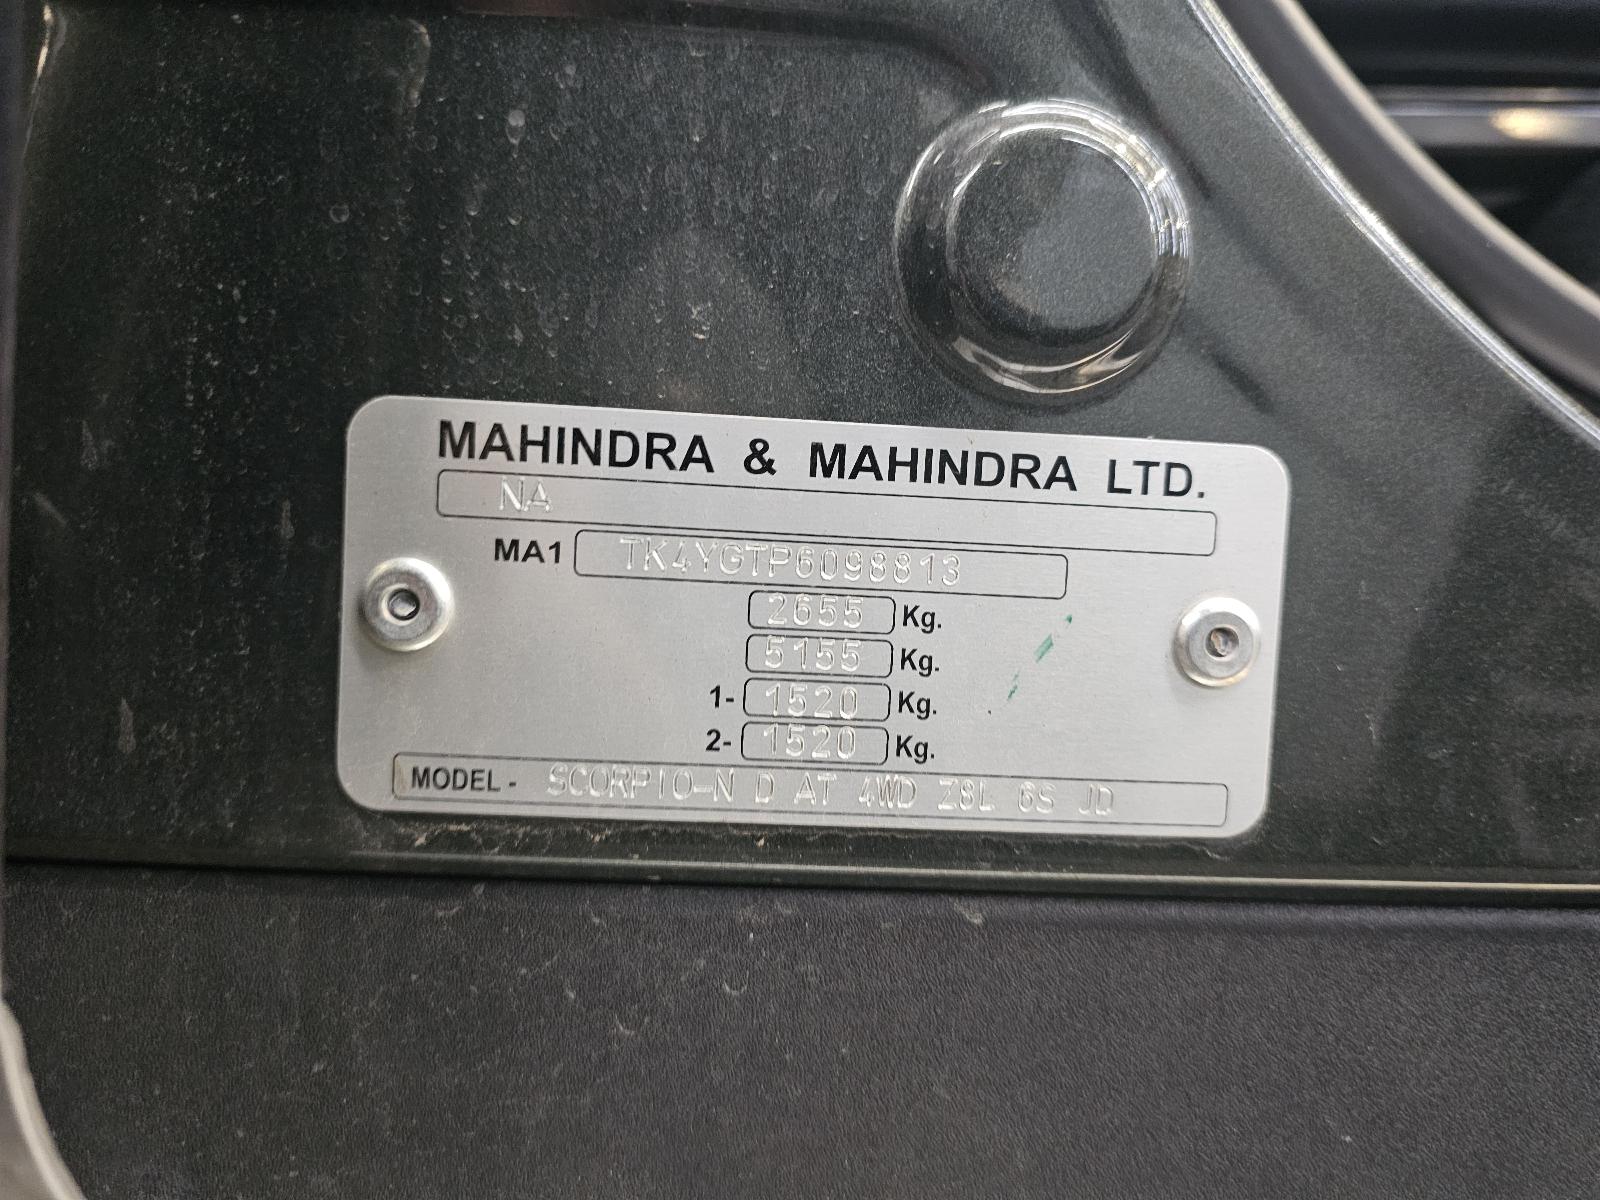 MAHINDRA & MAHINDRA LTD.
NA
MA1 TK4YGTP6098813
2655 Kg.
5155 Kg.
1- 1520 Kg.
2- 1520 Kg.
MODEL - SCORPIO-N D AT 4WD Z8L 6S JD